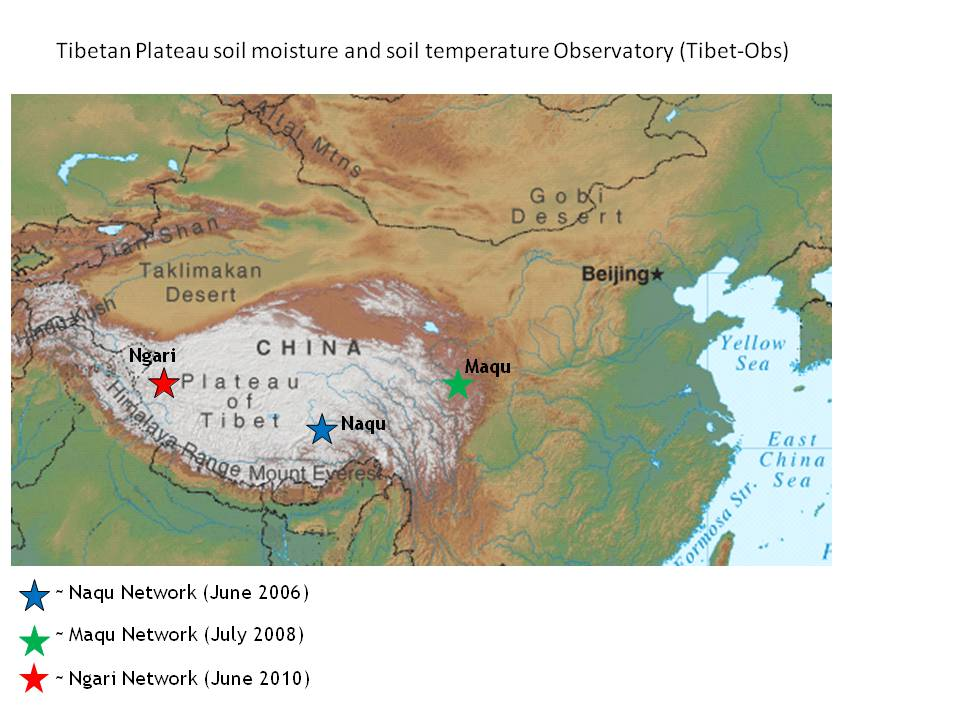 Tibetan Plateau soil moisture and soil temperature Observatory (Tibet-Obs)
Altai Mtns
Gobi
Desert
Tian Shan
Taklimakan
Desert
Beijing
Hindu Kush
CHINA
Yellow
Sea
Ngari
Maqu
Plateau
of
Tibet
Naqu
Himalaya Range
Mount Everest
East
China
Sea
Formosa Str.
~ Naqu Network (June 2006)
~ Maqu Network (July 2008)
~ Ngari Network (June 2010)